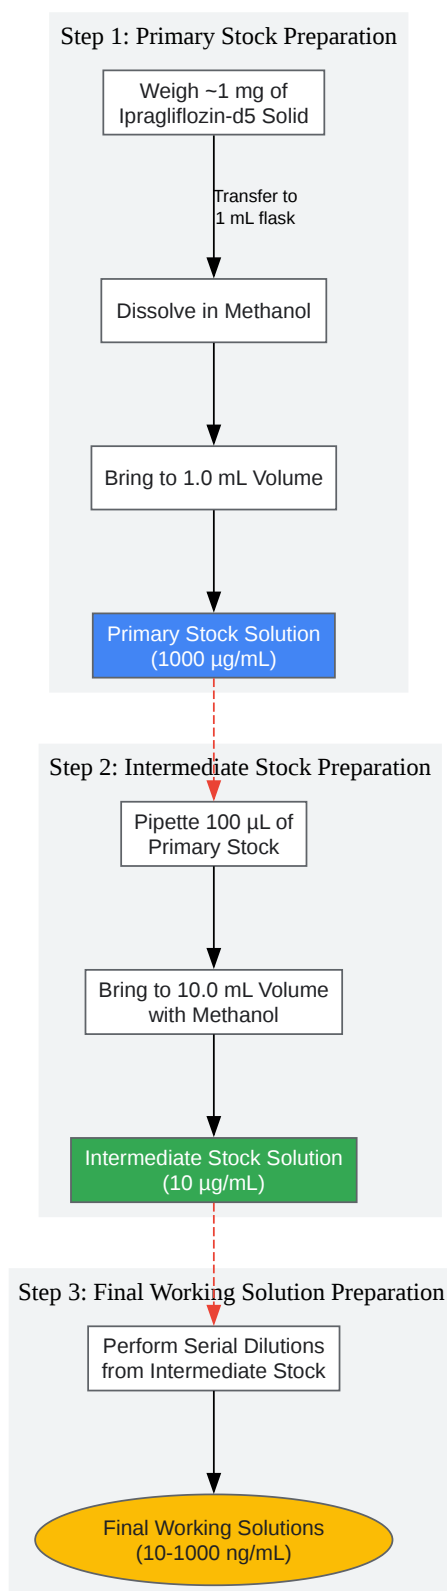 Step 1: Primary Stock Preparation
Weigh ~1 mg of
Ipragliflozin-d5 Solid
Transfer to
1 mL flask
Dissolve in Methanol
Bring to 1.0 mL Volume
Primary Stock Solution
(1000 µg/mL)
Step 2: Intermediate Stock Preparation
Pipette 100 µL of
Primary Stock
Bring to 10.0 mL Volume
with Methanol
Intermediate Stock Solution
(10 µg/mL)
Step 3: Final Working Solution Preparation
Perform Serial Dilutions
from Intermediate Stock
Final Working Solutions
(10-1000 ng/mL)